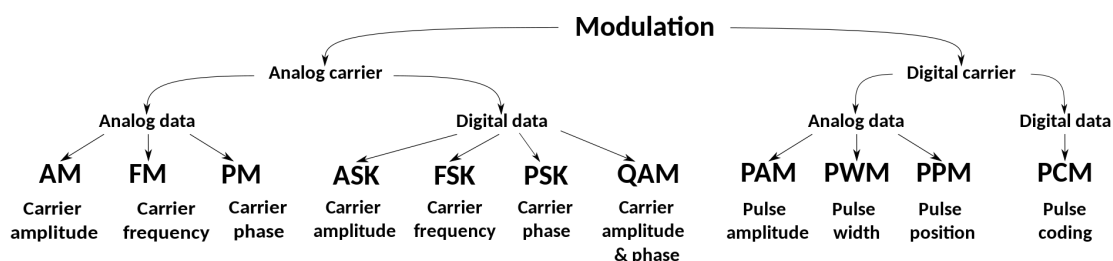 Modulation
Analog carrier
Digital carrier
Analog data
Digital data
Analog data
Digital data
AM
FM
PM
ASK
FSK
PSK
QAM
PAM
PWM
PPM
PCM
Carrier
amplitude
Carrier
frequency
Carrier
phase
Carrier
amplitude
Carrier
frequency
Carrier
phase
Carrier
amplitude
& phase
Pulse
amplitude
Pulse
width
Pulse
position
Pulse
coding